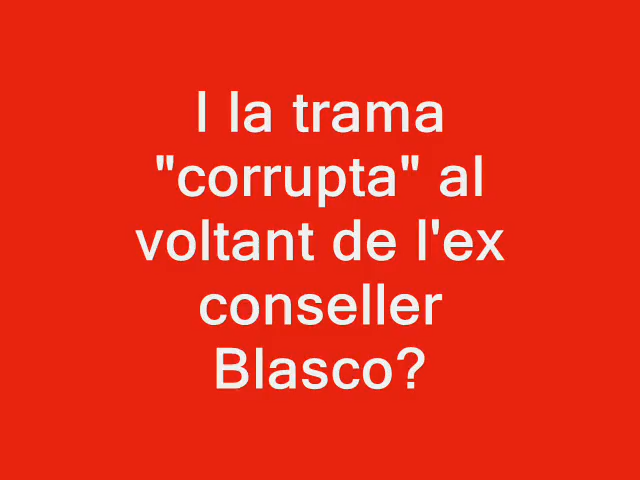 I la trama
"corrupta" al
voltant de l'ex
conseller
Blasco?